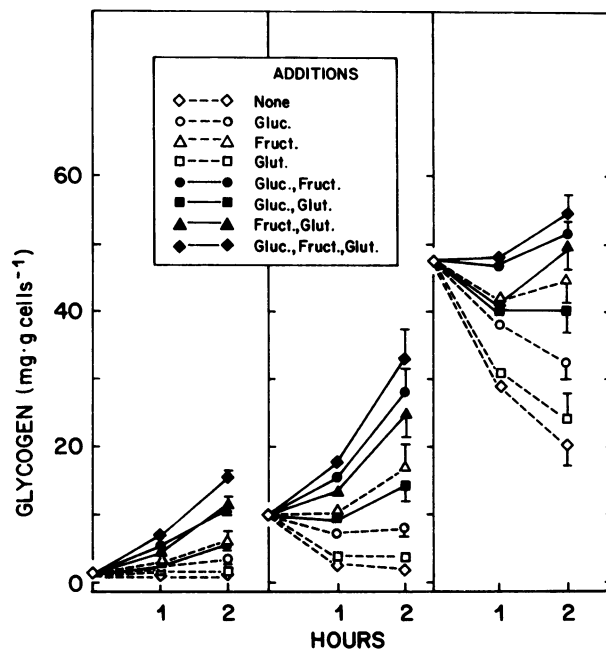 ADDITIONS
None
Gluc.
Fruct.
Glut.
Gluc., Fruct.
Gluc., Glut.
Fruct., Glut.
Gluc., Fruct., Glut.
GLYCOGEN (mg·g cells⁻¹)
60
40
20
0
1 2 1 2 1 2
HOURS